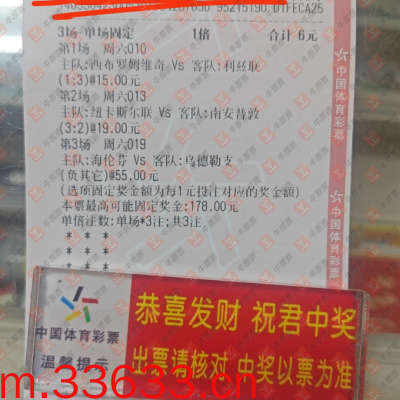 3场-单场固定 1倍 合计 6元
第1场 周六010
主队:西布罗姆维奇 Vs 客队:利兹联
(1:3)@15.00元
第2场 周六013
主队:纽卡斯尔联 Vs 客队:南安普敦
(3:2)@19.00元
第3场 周六019
主队:海伦芬 Vs 客队:乌德勒支
(负其它)@55.00元
(选项固定奖金额为每1元投注对应的奖金额)
本票最高可能固定奖金:178.00元
单倍注数:单场*3注;共3注
* * *
* * *
* * *
中国体育彩票
中国体育彩票
中国体育彩票
温馨提示
恭喜发财 祝君中奖
出票请核对 中奖以票为准
m.33633.cn